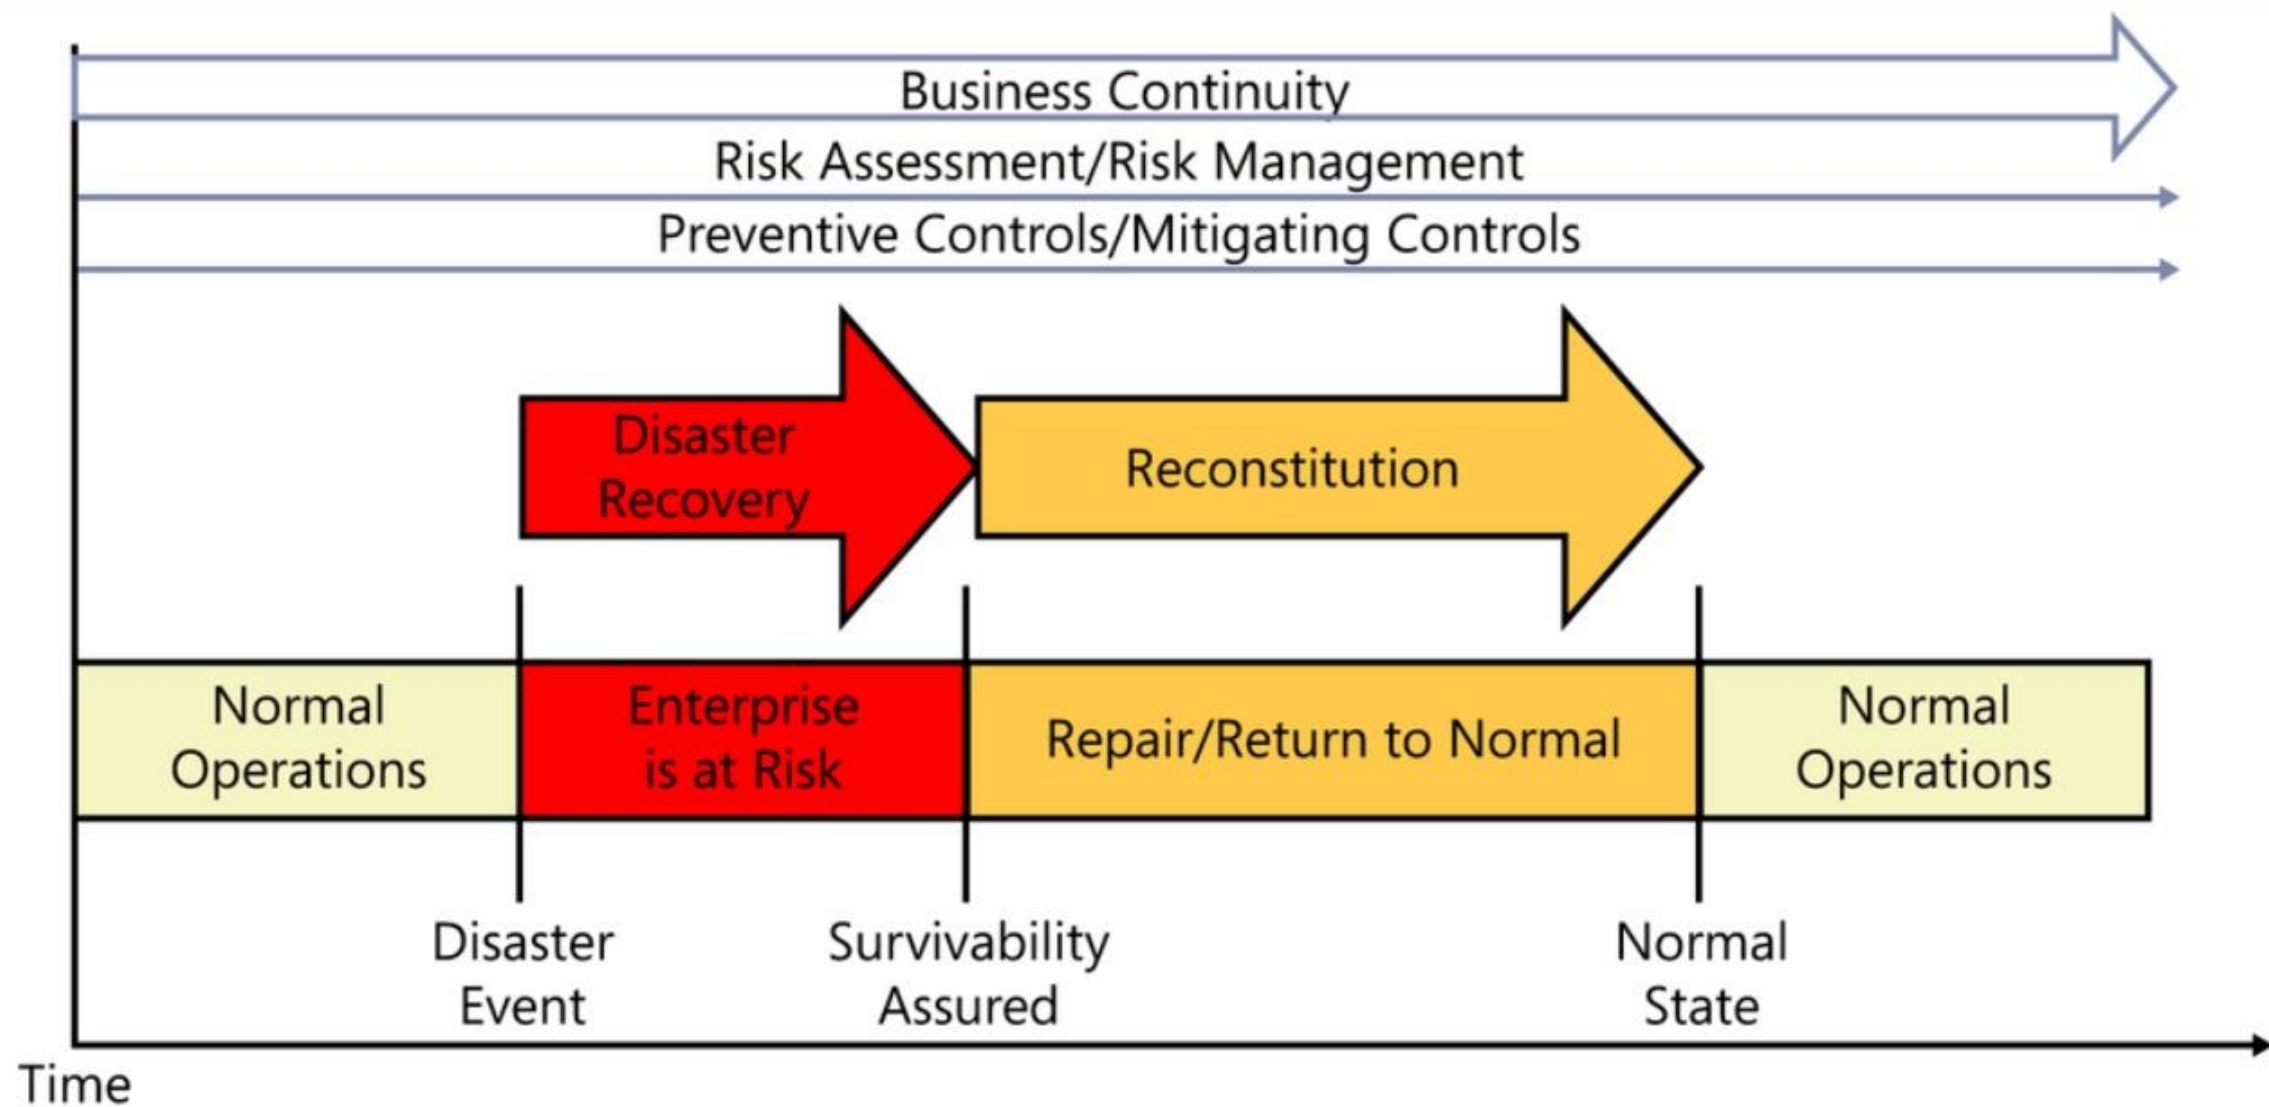 Business Continuity
Risk Assessment/Risk Management
Preventive Controls/Mitigating Controls
Disaster
Recovery
Reconstitution
Normal
Operations
Enterprise
is at Risk
Repair/Return to Normal
Normal
Operations
Disaster
Event
Survivability
Assured
Normal
State
Time